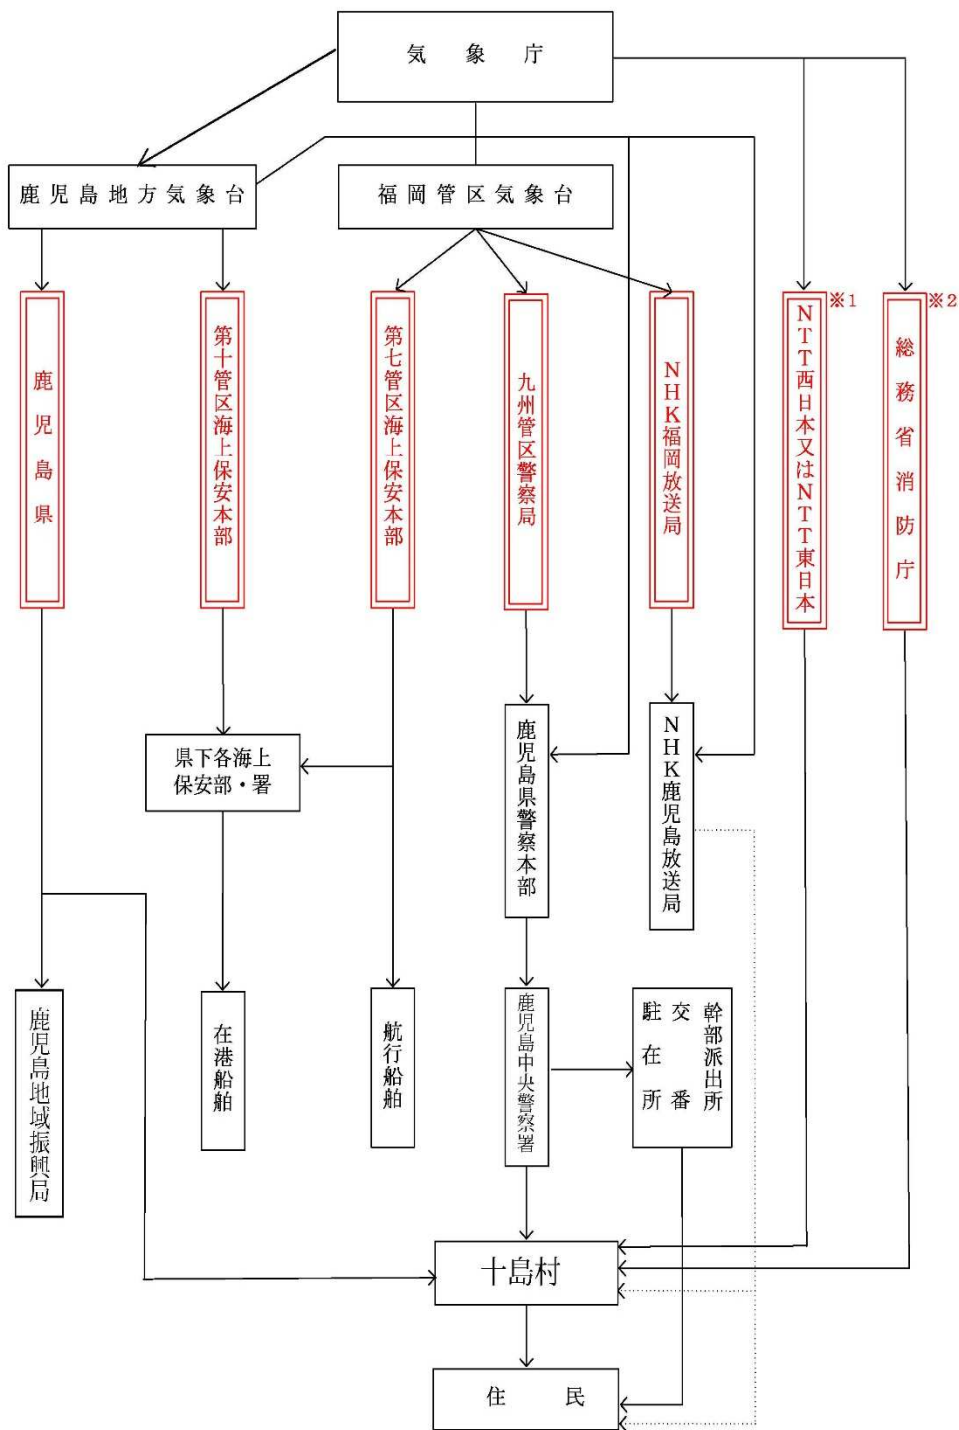 気象庁
鹿児島地方気象台
福岡管区気象台
鹿児島県
第十管区海上保安本部
第七管区海上保安本部
九州管区警察局
NHK福岡放送局
NTT西日本又はNTT東日本
※1
総務省消防庁
※2
県下各海上
保安部・署
鹿児島県警察本部
NHK鹿児島放送局
鹿児島地域振興局
在港船舶
航行船舶
鹿児島中央警察署
幹部派出所
交番
駐在所
十島村
住民